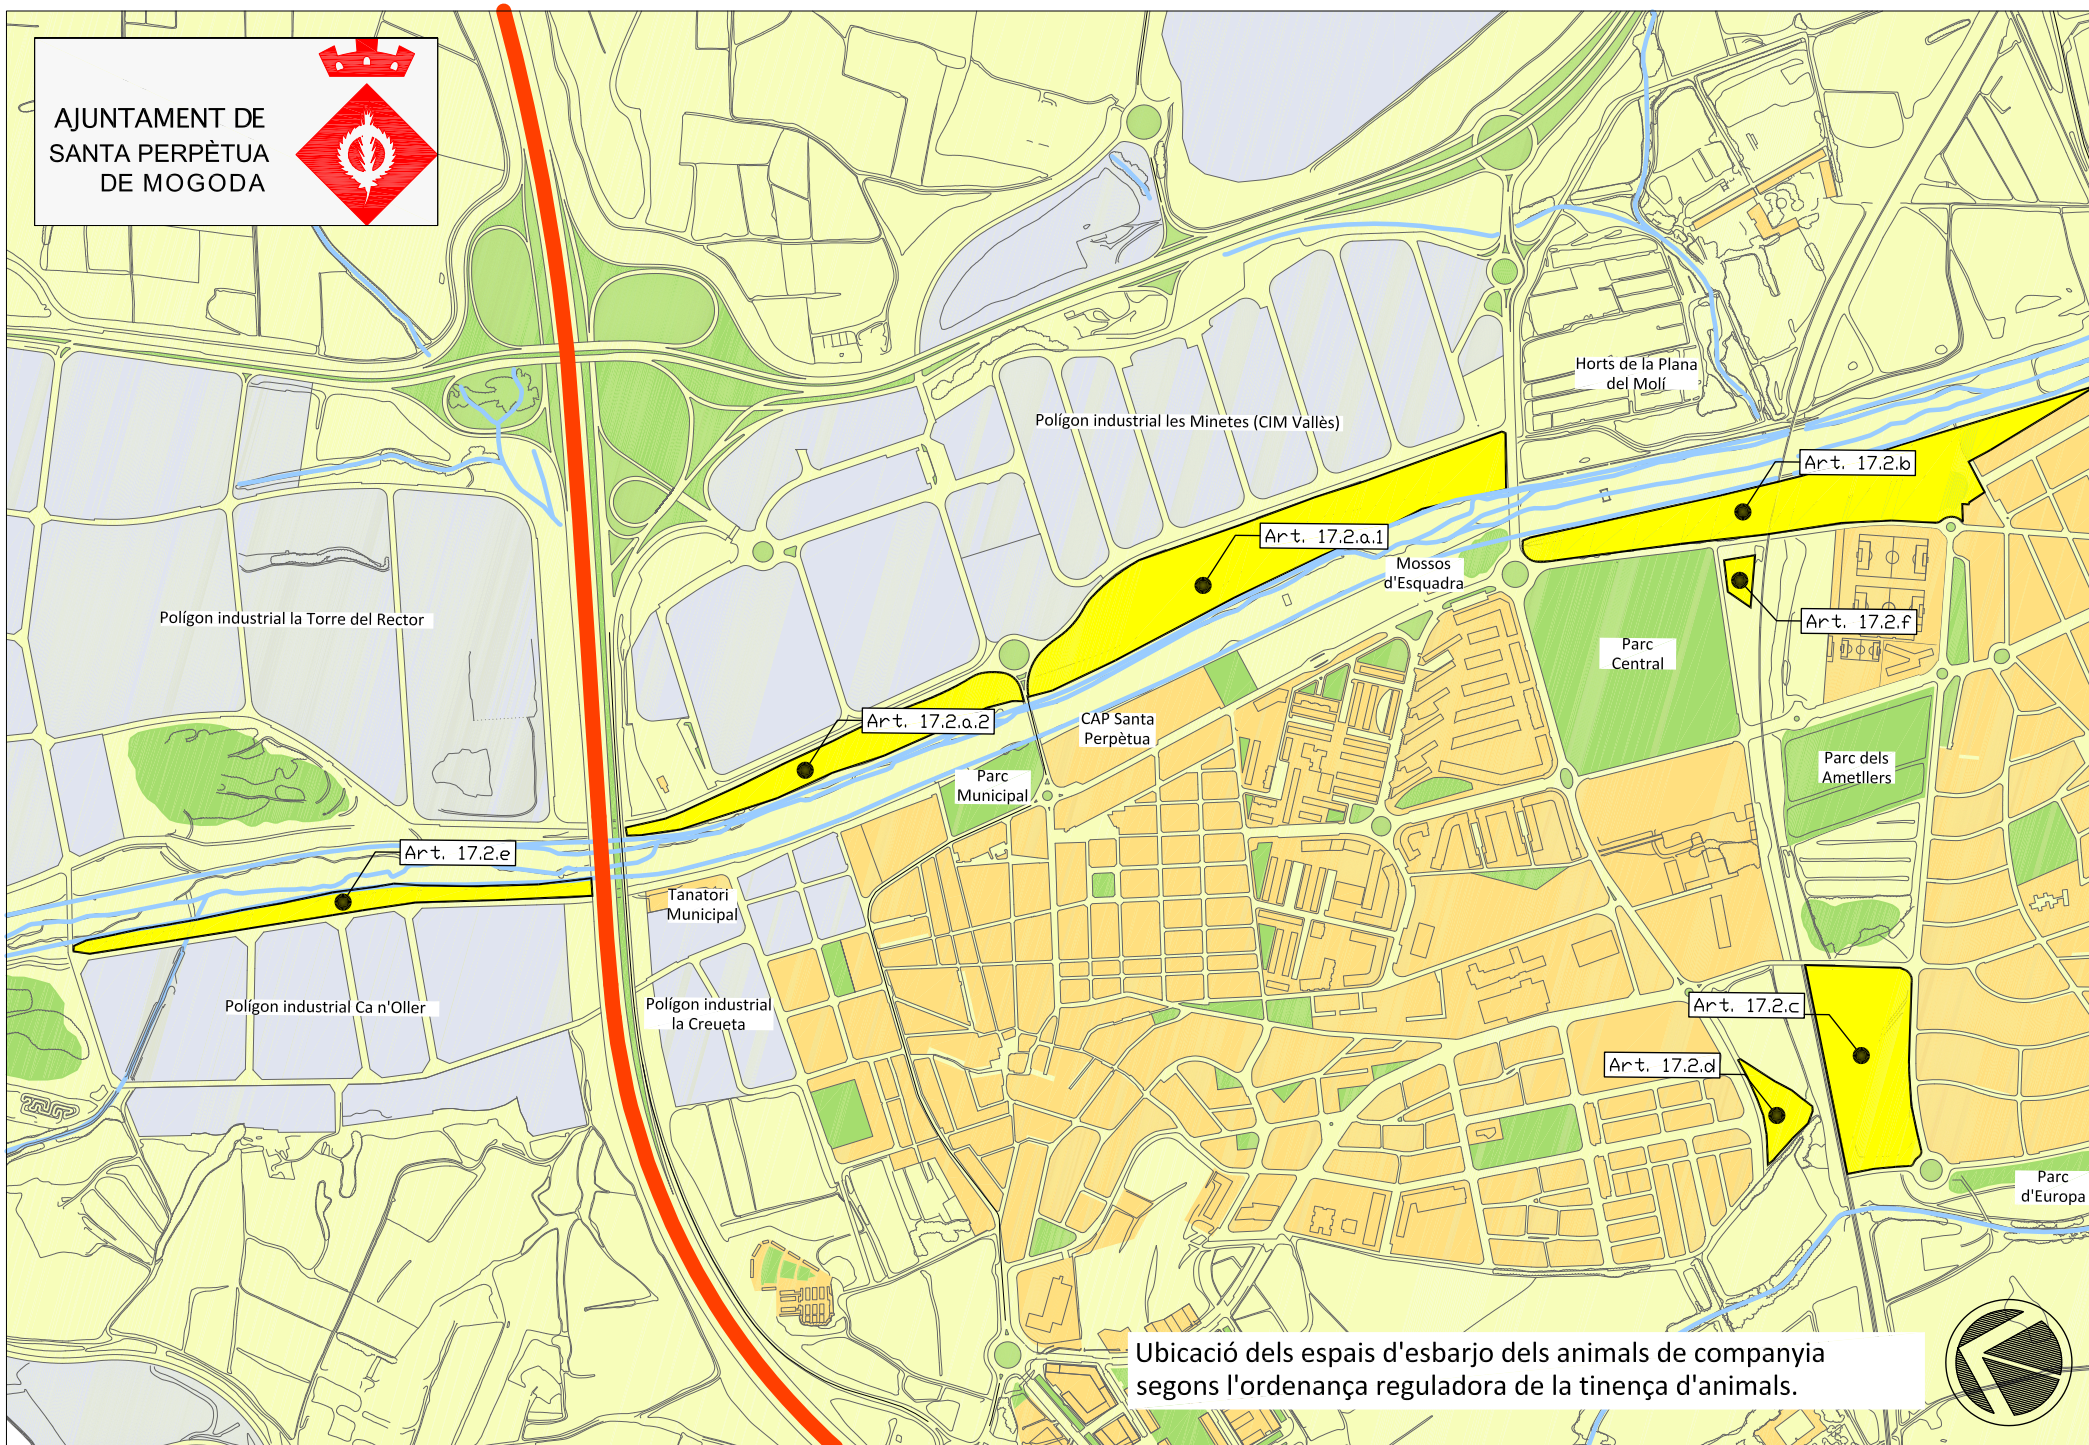 AJUNTAMENT DE
SANTA PERPÈTUA
DE MOGODA
Horts de la Plana
del Molí
Polígon industrial les Minetes (CIM Vallès)
Art. 17.2.b
Art. 17.2.a.1
Mossos
d'Esquadra
Polígon industrial la Torre del Rector
Art. 17.2.f
Parc
Central
Art. 17.2.a.2
CAP Santa
Perpètua
Parc
Municipal
Parc dels
Ametllers
Art. 17.2.e
Tanatori
Municipal
Polígon industrial Ca n'Oller
Polígon industrial
la Creueta
Art. 17.2.c
Art. 17.2.d
Parc
d'Europa
Ubicació dels espais d'esbarjo dels animals de companyia
segons l'ordenança reguladora de la tinença d'animals.